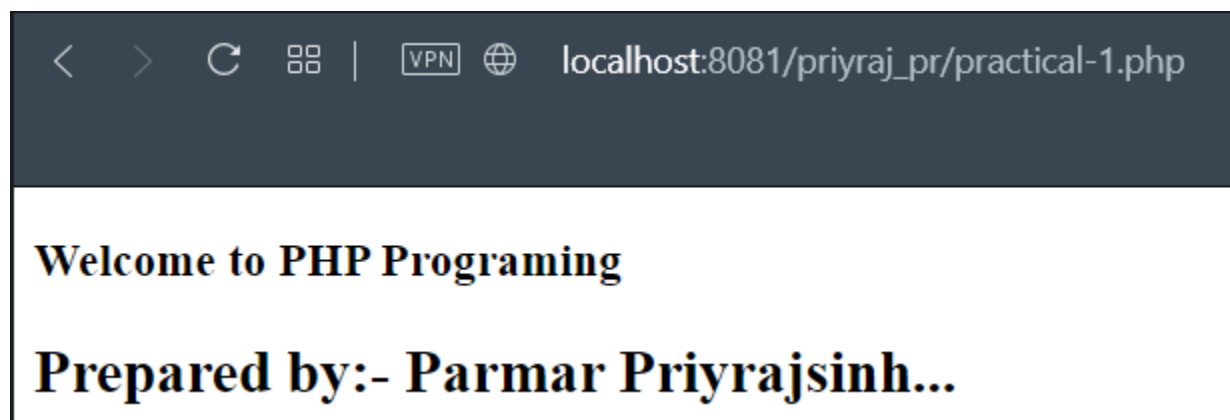 VPN localhost:8081/priyraj_pr/practical-1.php
Welcome to PHP Programing
Prepared by:- Parmar Priyrajsinh...